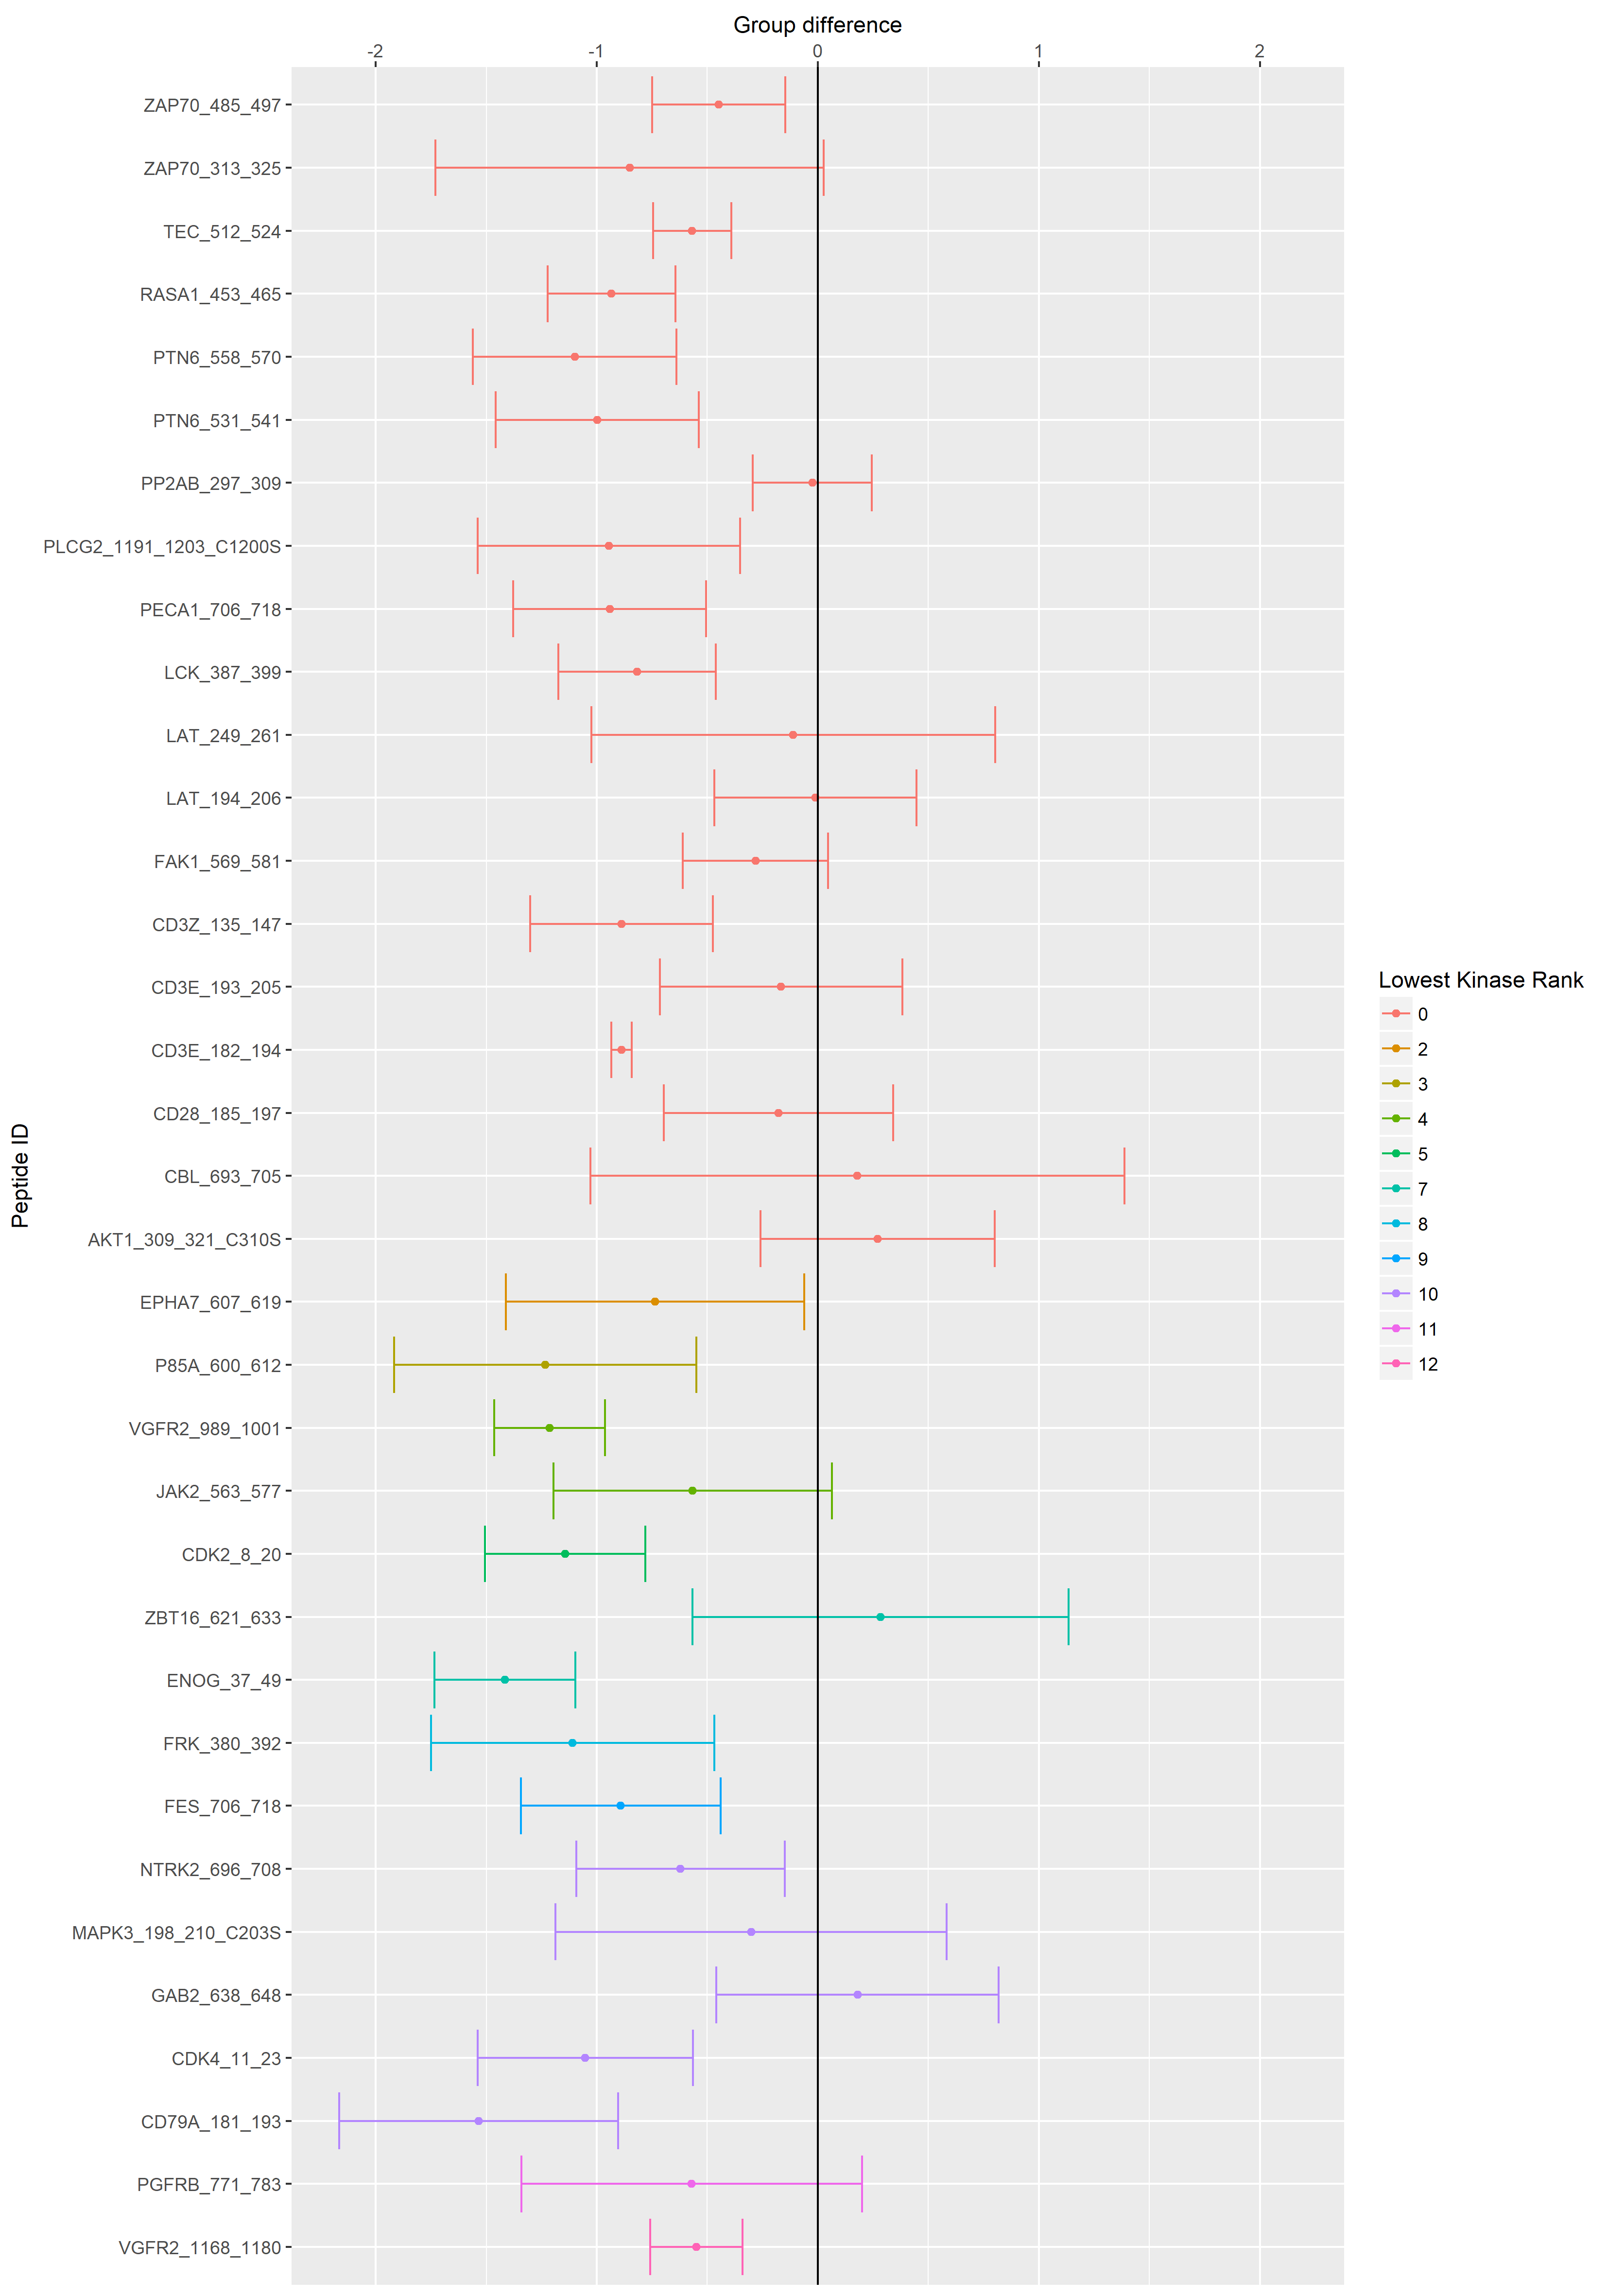 Group difference
-2 -1 0 1 2
ZAP70_485_497
ZAP70_313_325
TEC_512_524
RASA1_453_465
PTN6_558_570
PTN6_531_541
PP2AB_297_309
PLCG2_1191_1203_C1200S
PECA1_706_718
LCK_387_399
LAT_249_261
LAT_194_206
FAK1_569_581
CD3Z_135_147
CD3E_193_205
CD3E_182_194
CD28_185_197
CBL_693_705
AKT1_309_321_C310S
EPHA7_607_619
P85A_600_612
VGFR2_989_1001
JAK2_563_577
CDK2_8_20
ZBT16_621_633
ENOG_37_49
FRK_380_392
FES_706_718
NTRK2_696_708
MAPK3_198_210_C203S
GAB2_638_648
CDK4_11_23
CD79A_181_193
PGFRB_771_783
VGFR2_1168_1180
Peptide ID
Lowest Kinase Rank
0
2
3
4
5
7
8
9
10
11
12